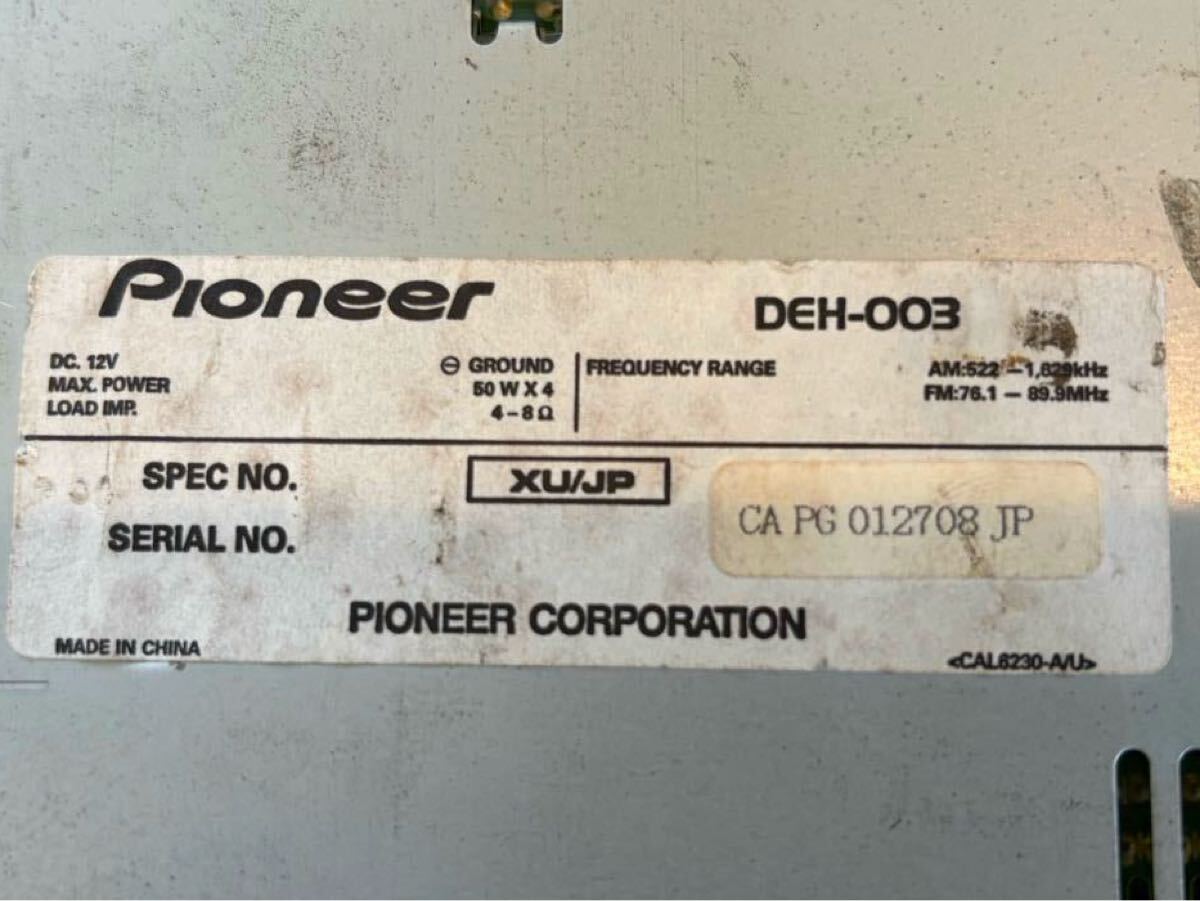 Pioneer
DEH-003
DC. 12V
⊖ GROUND
MAX. POWER
50 W X 4
LOAD IMP.
4–8 Ω
FREQUENCY RANGE
AM:522 –1,629kHz
FM:76.1 – 89.9MHz
SPEC NO.
XU/JP
SERIAL NO.
CA PG 012708 JP
PIONEER CORPORATION
MADE IN CHINA
<CAL6230-A/U>